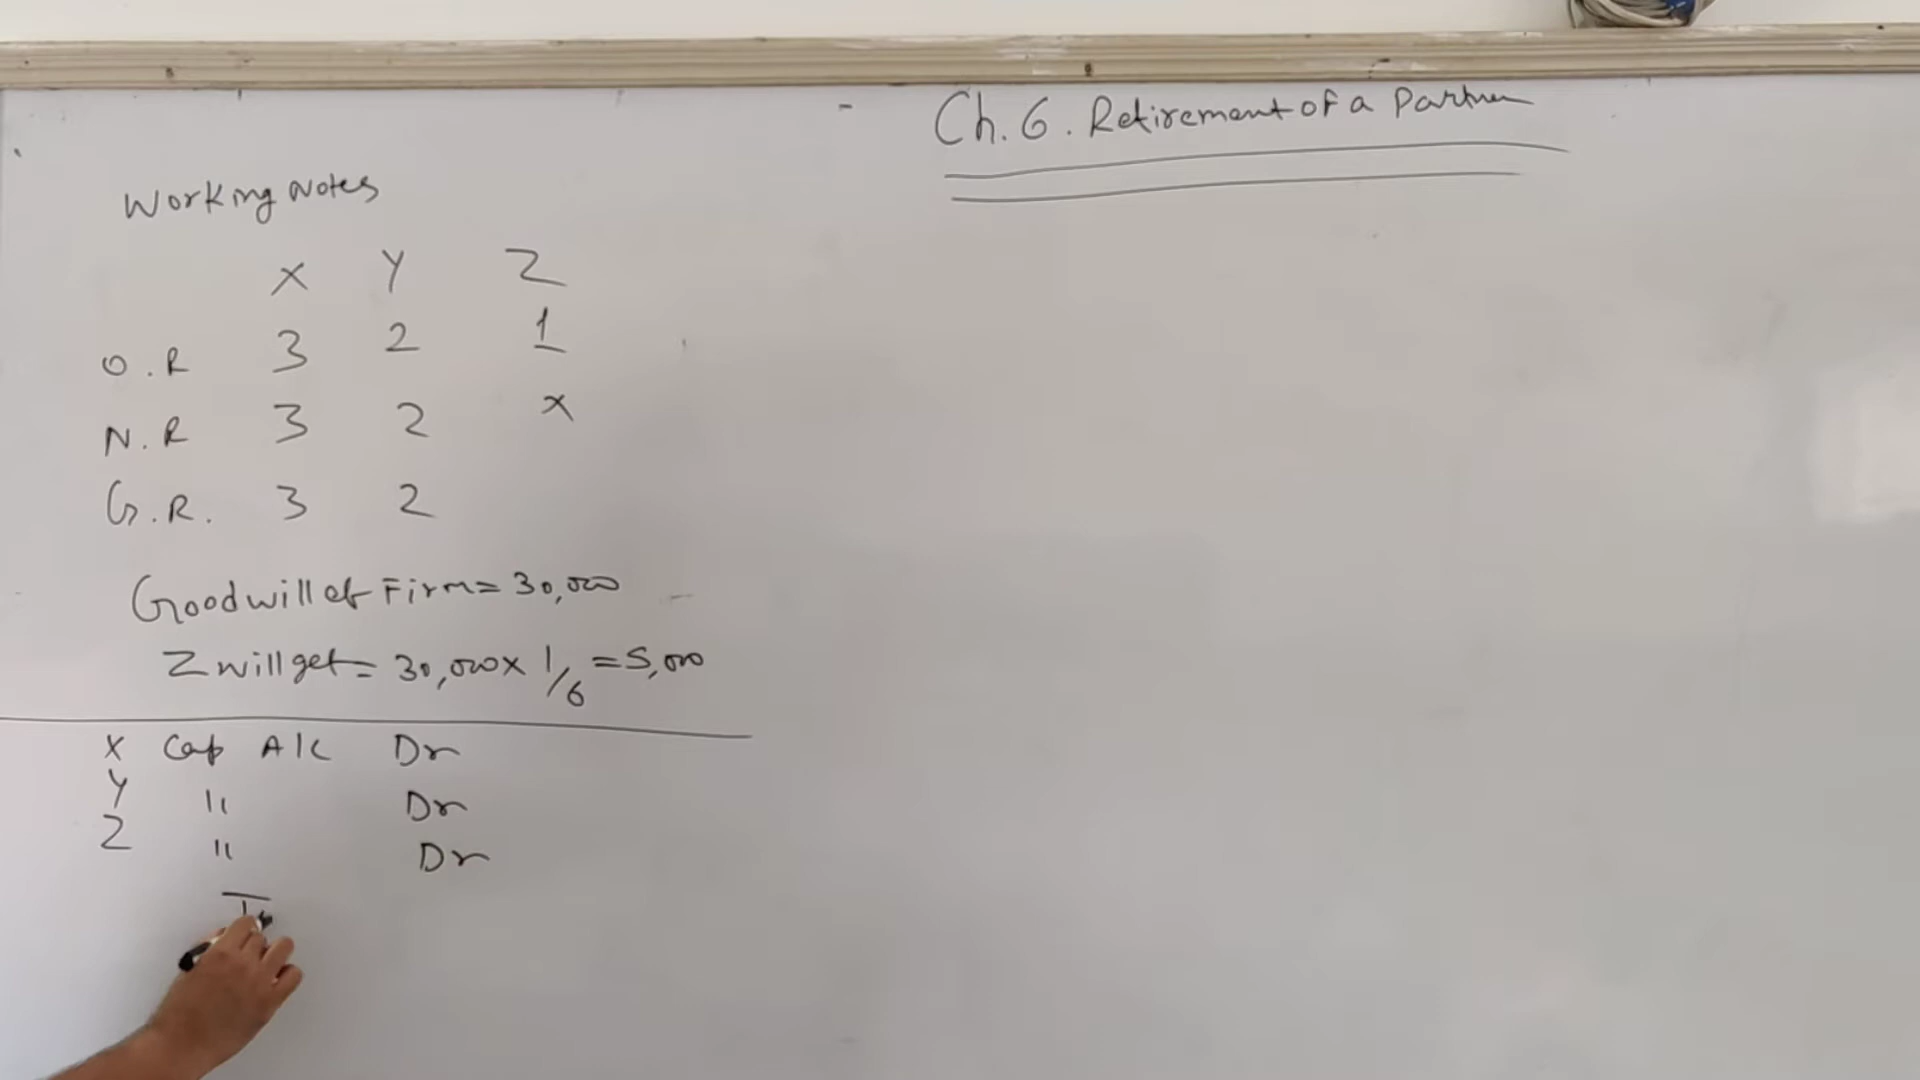 Ch. 6. Retirement of a Partner
Working Notes
X Y Z
O.R 3 2 1
N.R 3 2 x
G.R. 3 2
Goodwill of Firm = 30,000
Z will get = 30,000 x 1/6 = 5,000
X Cap A/C Dr
Y " Dr
Z " Dr
To